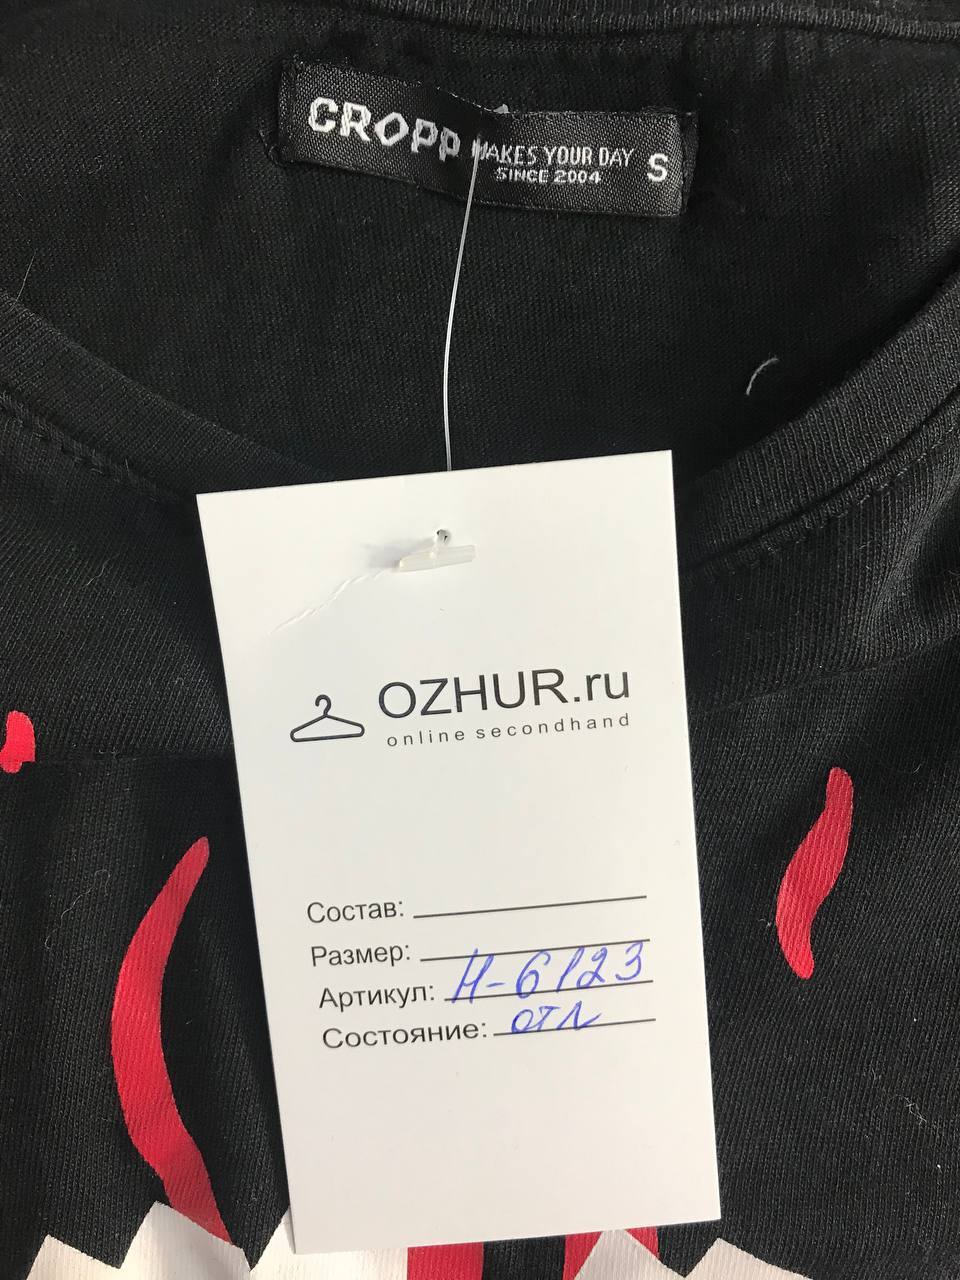 CROPP MAKES YOUR DAY S
SINCE 2004
OZHUR.ru
online secondhand
Состав:
Размер:
Артикул: Н-6123
Состояние: отл